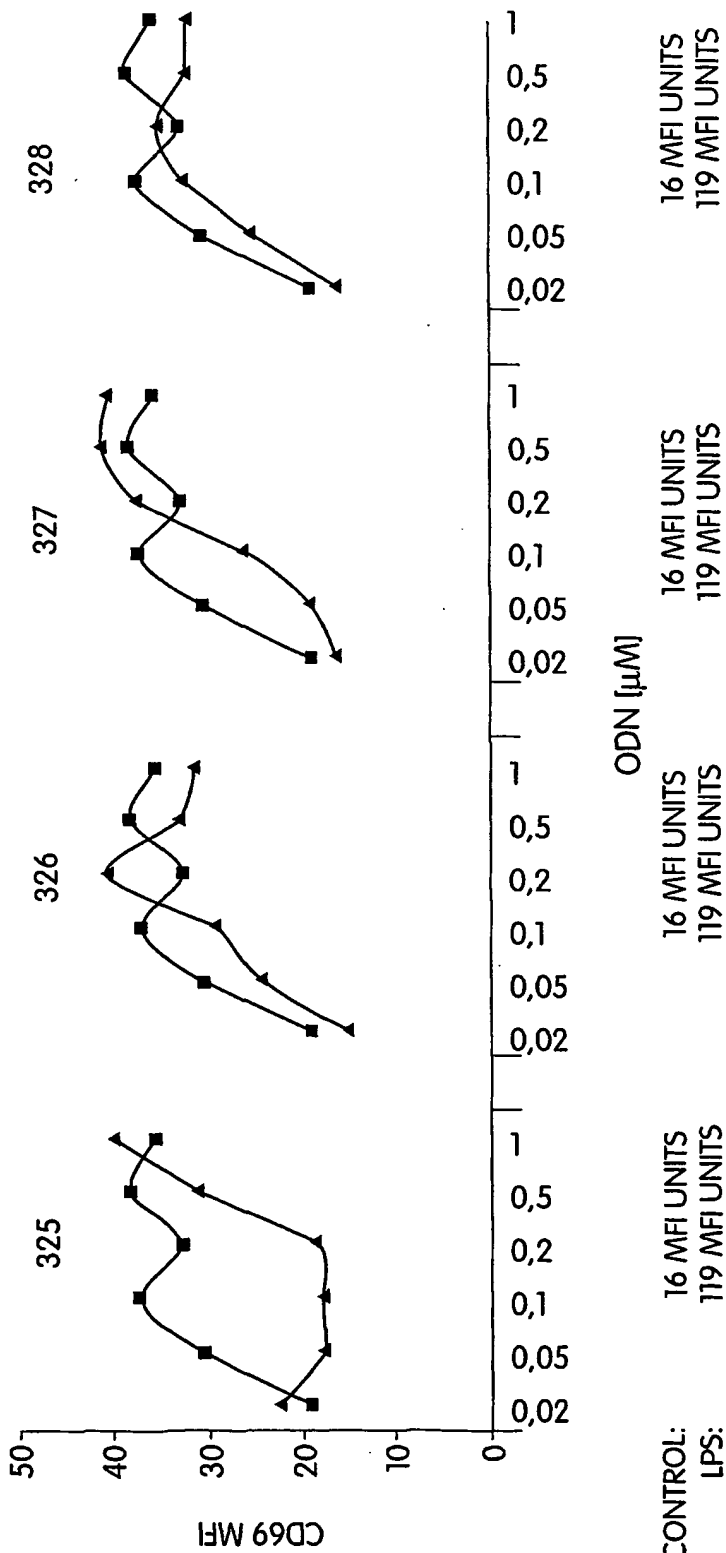 325 326 327 328
50
40
30
20
10
0
CD69 MFI
0,02 0,05 0,1 0,2 0,5 1 0,02 0,05 0,1 0,2 0,5 1 0,02 0,05 0,1 0,2 0,5 1 0,02 0,05 0,1 0,2 0,5 1
ODN [µM]
CONTROL: 16 MFI UNITS 16 MFI UNITS 16 MFI UNITS 16 MFI UNITS
LPS: 119 MFI UNITS 119 MFI UNITS 119 MFI UNITS 119 MFI UNITS